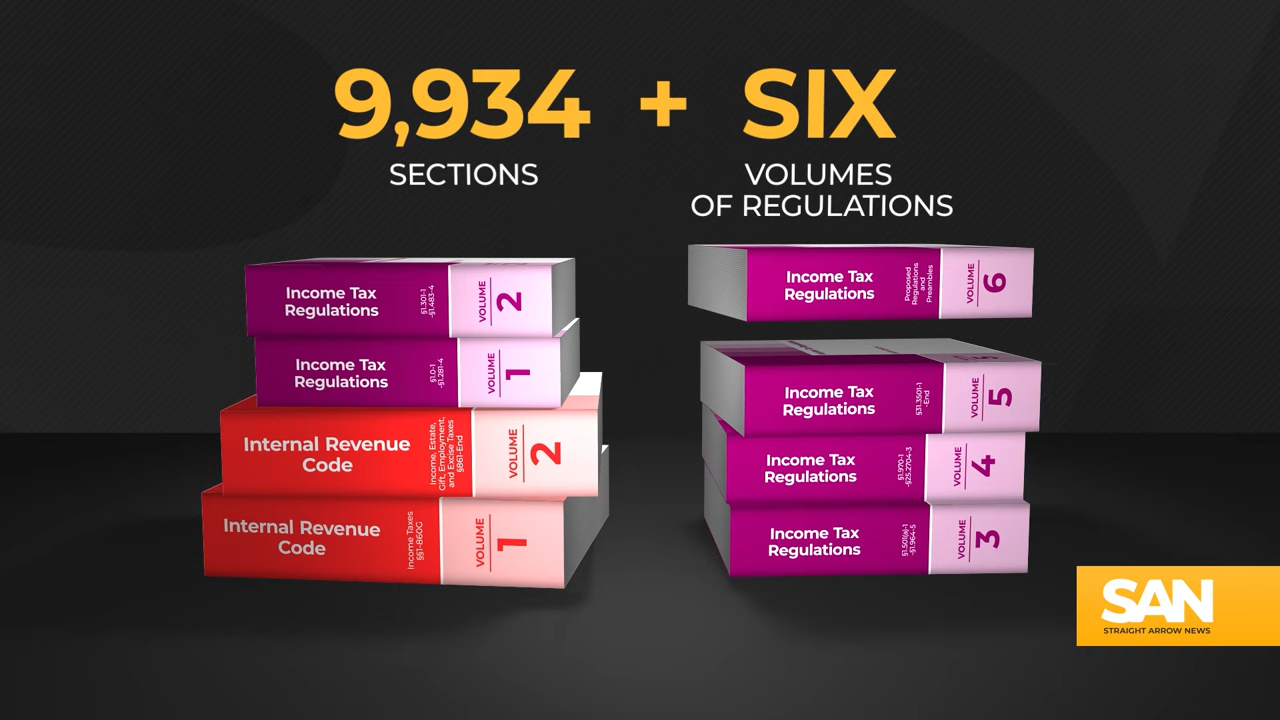 9,934 + SIX
SECTIONS
VOLUMES
OF REGULATIONS
Income Tax
Regulations
§1.301-1
-§1.483-4
VOLUME
2
Income Tax
Regulations
§1.0-1
-§1.281-4
VOLUME
1
Internal Revenue
Code
Income, Estate,
Gift, Employment,
and Excise Taxes
§861-End
VOLUME
2
Internal Revenue
Code
Income Taxes
§§1-860G
VOLUME
1
Income Tax
Regulations
Proposed
Regulations
and
Preambles
VOLUME
6
Income Tax
Regulations
§31.3501-1
-End
VOLUME
5
Income Tax
Regulations
§1.970-1
-§25.2704-3
VOLUME
4
Income Tax
Regulations
§1.501(a)-1
-§1.964-5
VOLUME
3
SAN
STRAIGHT ARROW NEWS